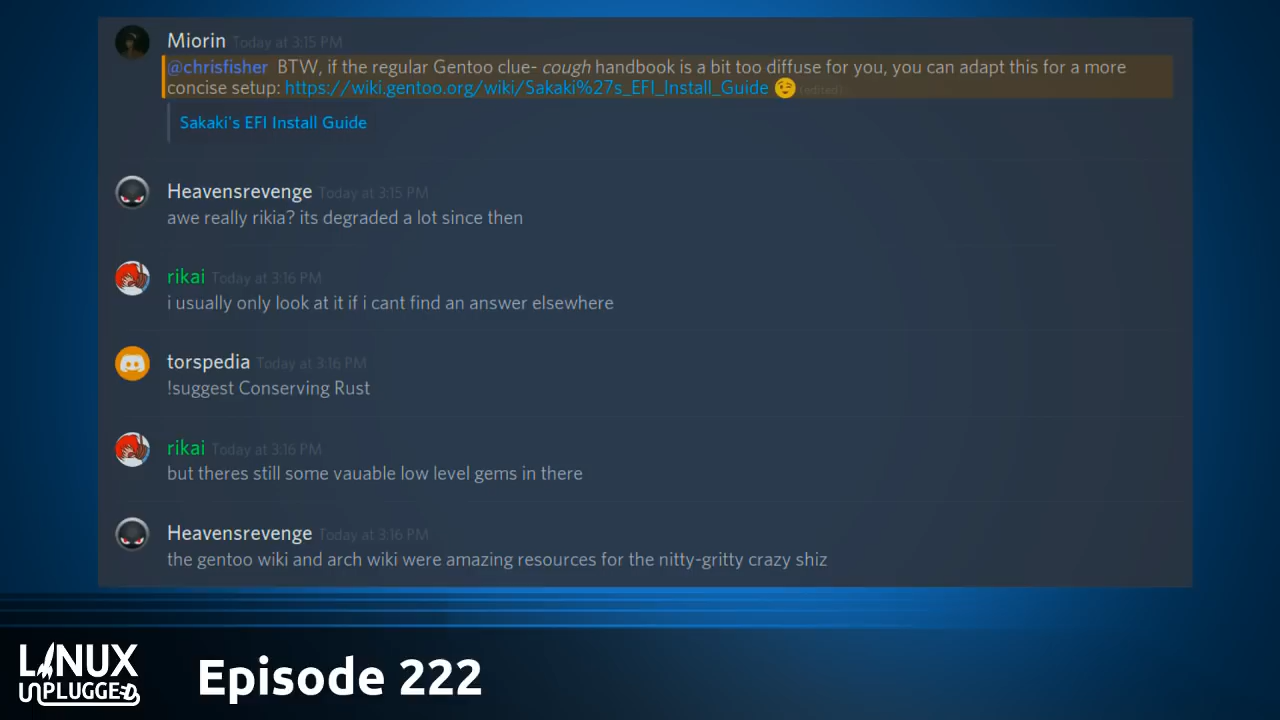 Miorin Today at 3:15 PM
@chrisfisher BTW, if the regular Gentoo clue- cough handbook is a bit too diffuse for you, you can adapt this for a more
concise setup: https://wiki.gentoo.org/wiki/Sakaki%27s_EFI_Install_Guide 😉 (edited)
Sakaki's EFI Install Guide
Heavensrevenge Today at 3:15 PM
awe really rikia? its degraded a lot since then
rikai Today at 3:16 PM
i usually only look at it if i cant find an answer elsewhere
torspedia Today at 3:16 PM
!suggest Conserving Rust
rikai Today at 3:16 PM
but theres still some vauable low level gems in there
Heavensrevenge Today at 3:16 PM
the gentoo wiki and arch wiki were amazing resources for the nitty-gritty crazy shiz
LINUX
UNPLUGGED
Episode 222